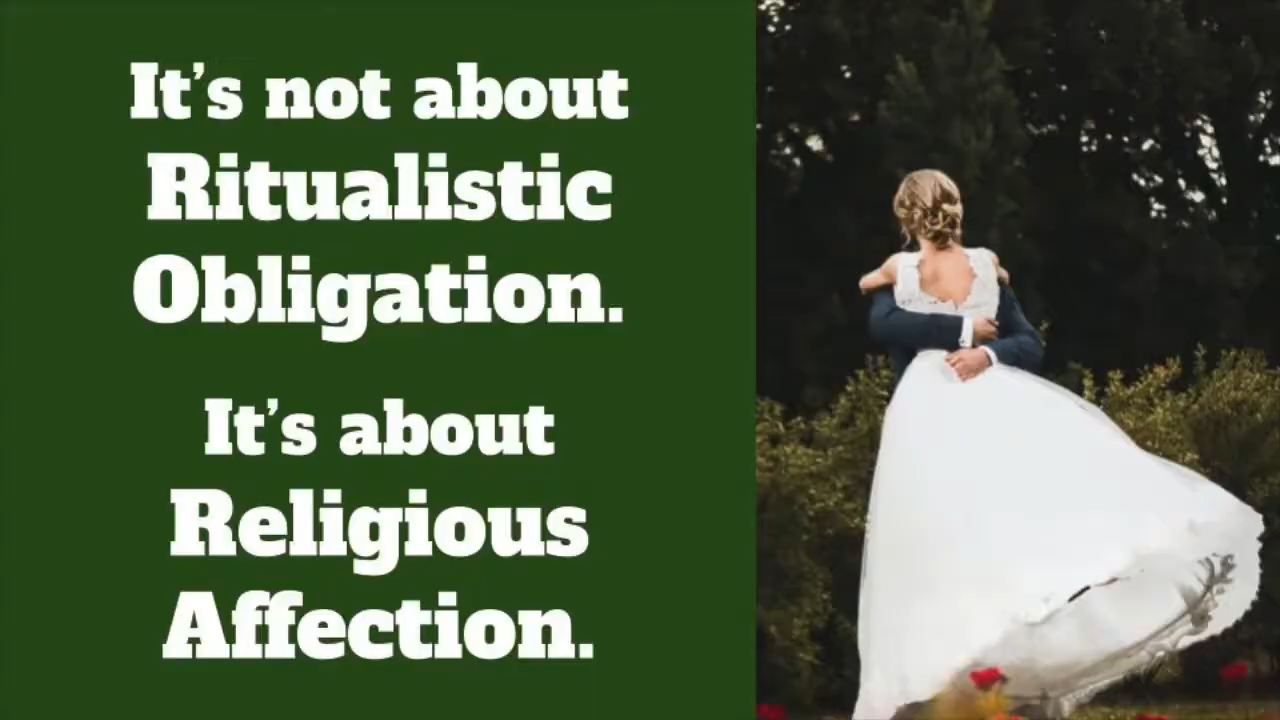 It’s not about
Ritualistic
Obligation.
It’s about
Religious
Affection.